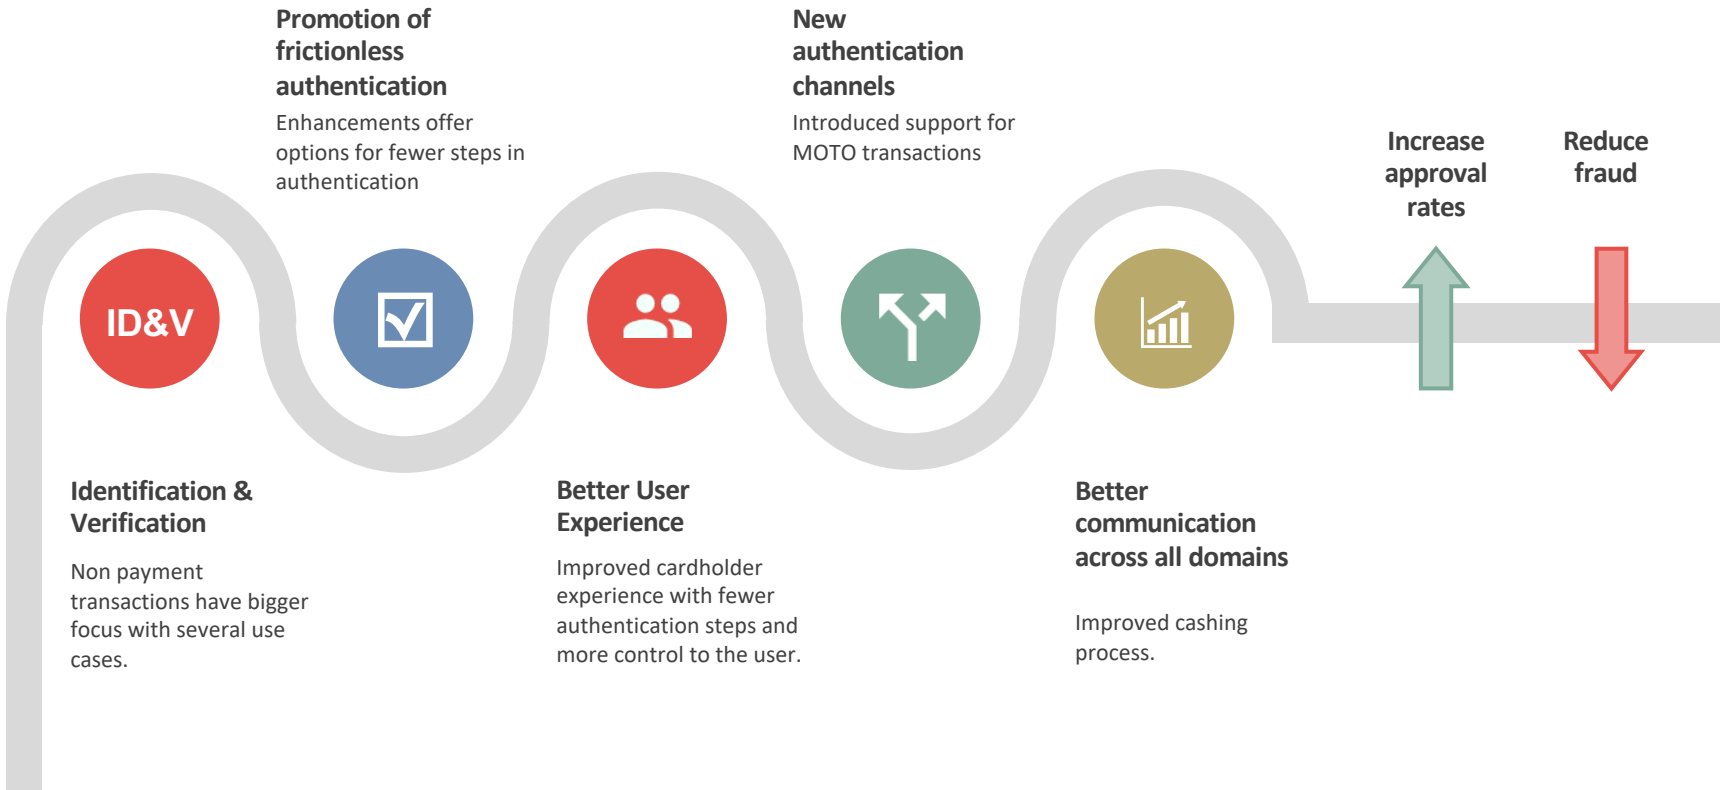 Promotion of
frictionless
authentication
Enhancements offer
options for fewer steps in
authentication
New
authentication
channels
Introduced support for
MOTO transactions
Increase
approval
rates
Reduce
fraud
ID&V
Identification &
Verification
Non payment
transactions have bigger
focus with several use
cases.
Better User
Experience
Improved cardholder
experience with fewer
authentication steps and
more control to the user.
Better
communication
across all domains
Improved cashing
process.